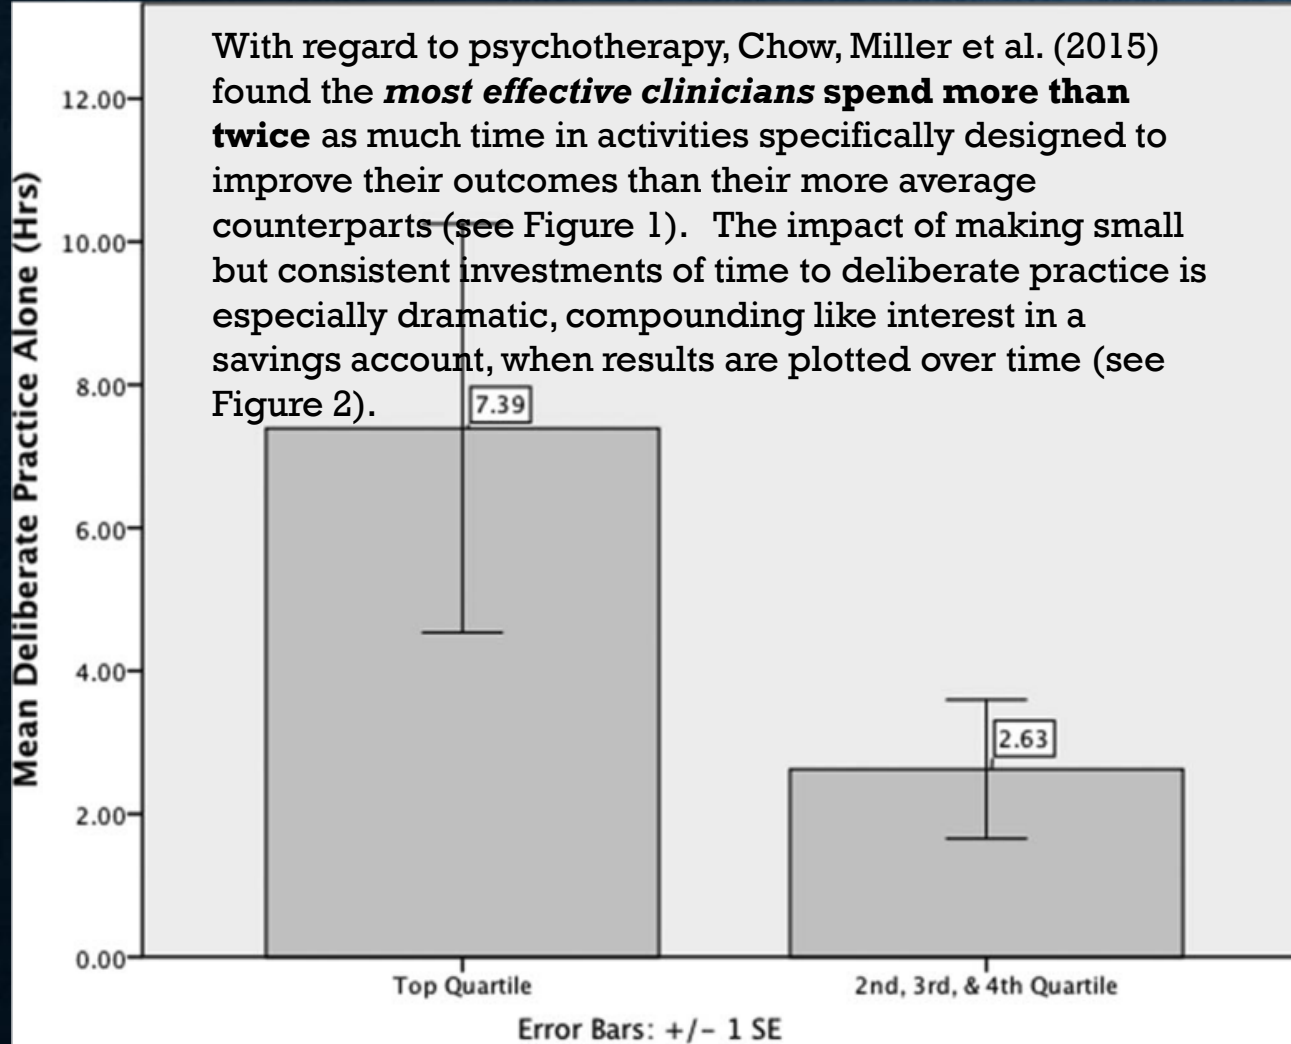 With regard to psychotherapy, Chow, Miller et al. (2015)
found the most effective clinicians spend more than
twice as much time in activities specifically designed to
improve their outcomes than their more average
counterparts (see Figure 1). The impact of making small
but consistent investments of time to deliberate practice is
especially dramatic, compounding like interest in a
savings account, when results are plotted over time (see
Figure 2).
Mean Deliberate Practice Alone (Hrs)
12.00
10.00
8.00
6.00
4.00
2.00
0.00
7.39
2.63
Top Quartile
2nd, 3rd, & 4th Quartile
Error Bars: +/- 1 SE